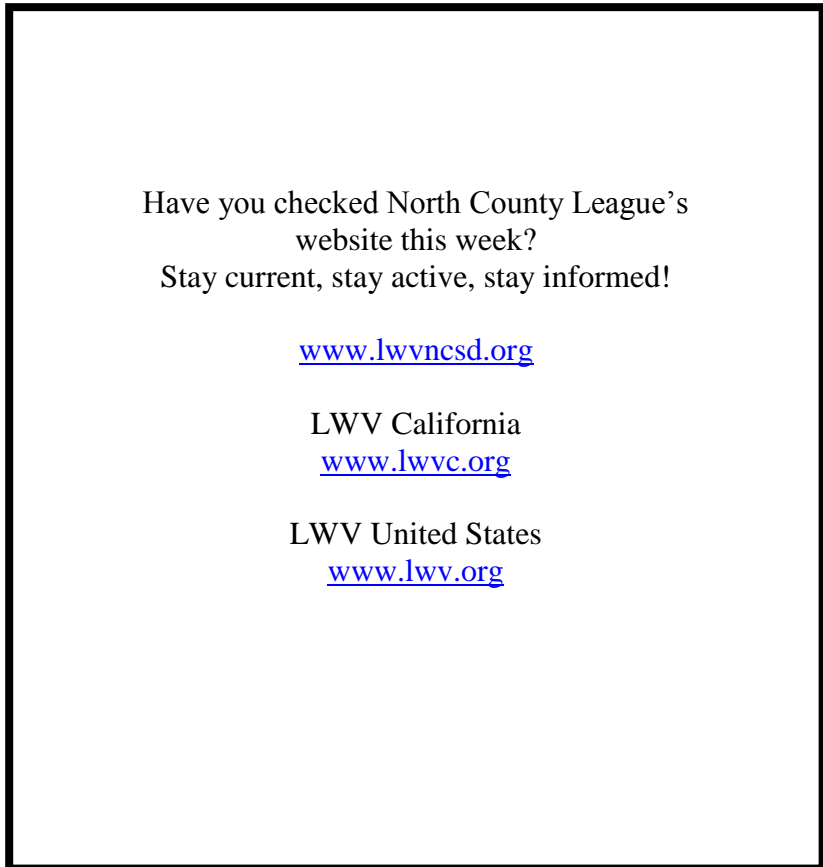 Have you checked North County League’s
website this week?
Stay current, stay active, stay informed!
www.lwvncsd.org
LWV California
www.lwvc.org
LWV United States
www.lwv.org